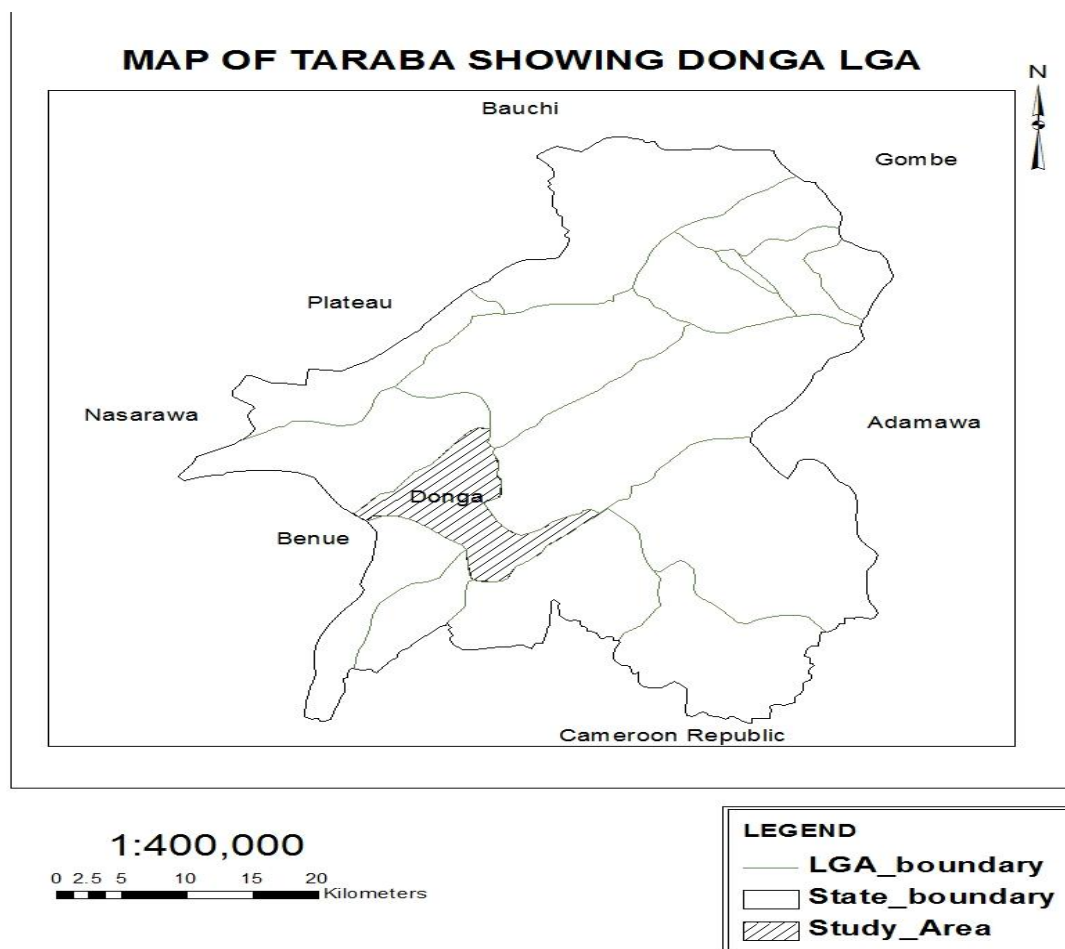 MAP OF TARABA SHOWING DONGA LGA
N
Bauchi
Gombe
Plateau
Nasarawa
Adamawa
Donga
Benue
Cameroon Republic
1:400,000
0 2.5 5 10 15 20
Kilometers
LEGEND
LGA_boundary
State_boundary
Study_Area